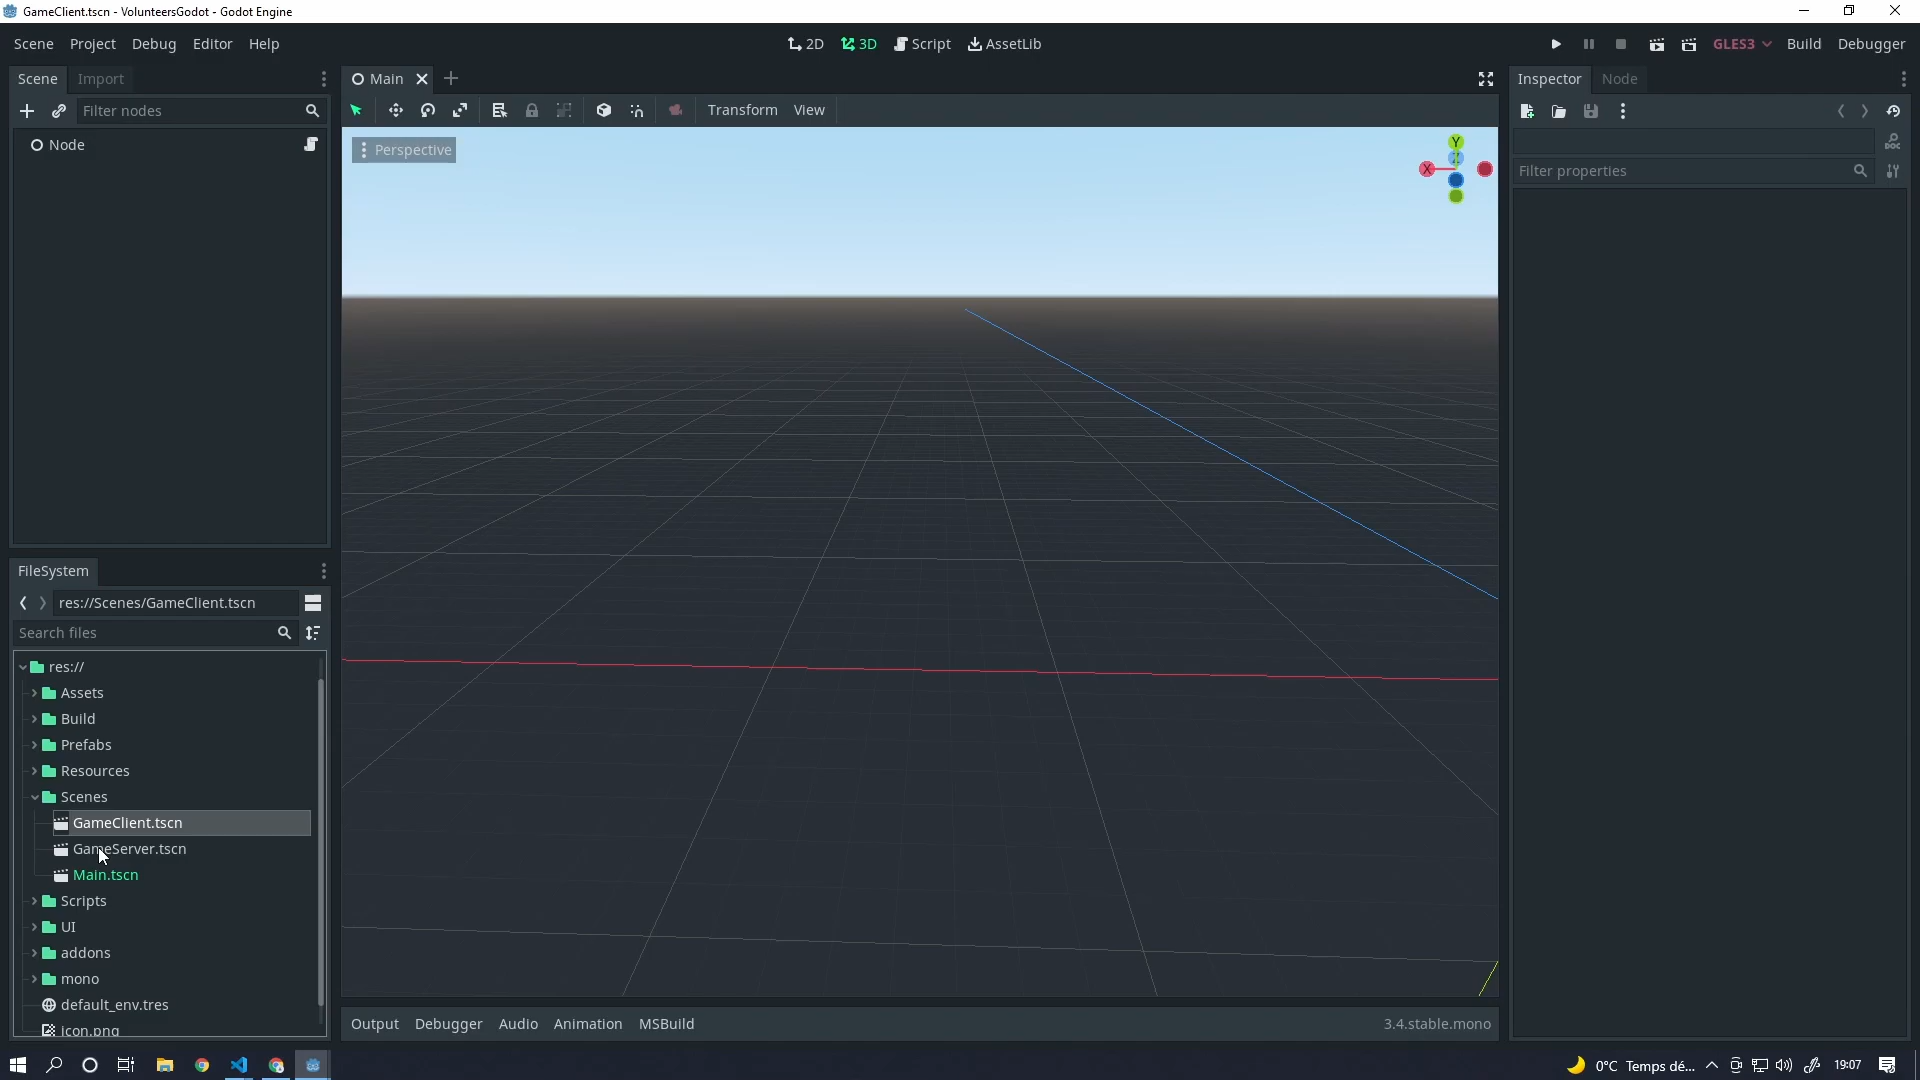 GameClient.tscn - VolunteersGodot - Godot Engine
Scene Project Debug Editor Help
2D 3D Script AssetLib
GLES3 Build Debugger
Scene Import
Filter nodes
Node
Main
Transform View
Perspective
Y
Z
X
Inspector Node
DOC
Filter properties
FileSystem
res://Scenes/GameClient.tscn
Search files
res://
Assets
Build
Prefabs
Resources
Scenes
GameClient.tscn
GameServer.tscn
Main.tscn
Scripts
UI
addons
mono
default_env.tres
icon.png
Output Debugger Audio Animation MSBuild
3.4.stable.mono
0°C Temps dé... 19:07